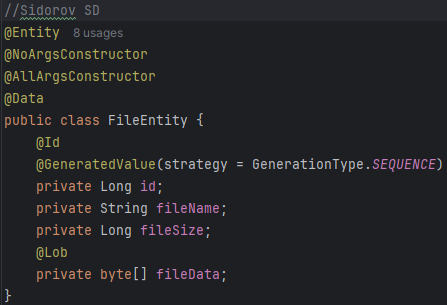 //Sidorov SD
@Entity 8 usages
@NoArgsConstructor
@AllArgsConstructor
@Data
public class FileEntity {
    @Id
    @GeneratedValue(strategy = GenerationType.SEQUENCE)
    private Long id;
    private String fileName;
    private Long fileSize;
    @Lob
    private byte[] fileData;
}